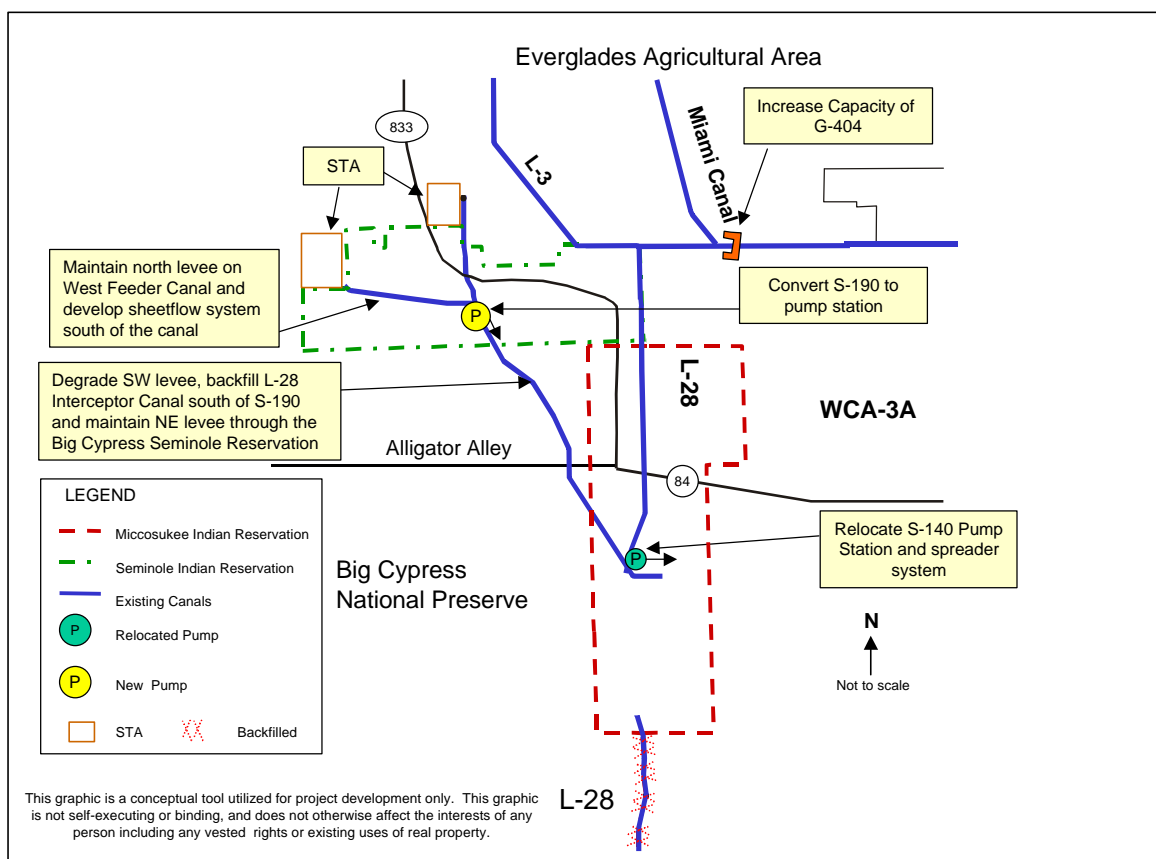 Everglades Agricultural Area
833
Increase Capacity of
G-404
STA
L-3
Miami Canal
Maintain north levee on
West Feeder Canal and
develop sheetflow system
south of the canal
Convert S-190 to
pump station
P
Degrade SW levee, backfill L-28
Interceptor Canal south of S-190
and maintain NE levee through the
Big Cypress Seminole Reservation
L-28
WCA-3A
Alligator Alley
84
LEGEND
Miccosukee Indian Reservation
Seminole Indian Reservation
Existing Canals
P
Relocated Pump
P
New Pump
STA
Backfilled
Big Cypress
National Preserve
P
Relocate S-140 Pump
Station and spreader
system
N
Not to scale
L-28
This graphic is a conceptual tool utilized for project development only. This graphic
is not self-executing or binding, and does not otherwise affect the interests of any
person including any vested rights or existing uses of real property.